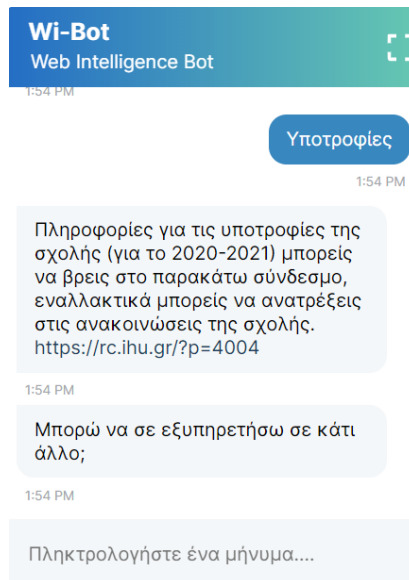 Wi-Bot
Web Intelligence Bot
1:54 PM
Υποτροφίες
1:54 PM
Πληροφορίες για τις υποτροφίες της
σχολής (για το 2020-2021) μπορείς
να βρεις στο παρακάτω σύνδεσμο,
εναλλακτικά μπορείς να ανατρέξεις
στις ανακοινώσεις της σχολής.
https://rc.ihu.gr/?p=4004
1:54 PM
Μπορώ να σε εξυπηρετήσω σε κάτι
άλλο;
1:54 PM
Πληκτρολογήστε ένα μήνυμα....